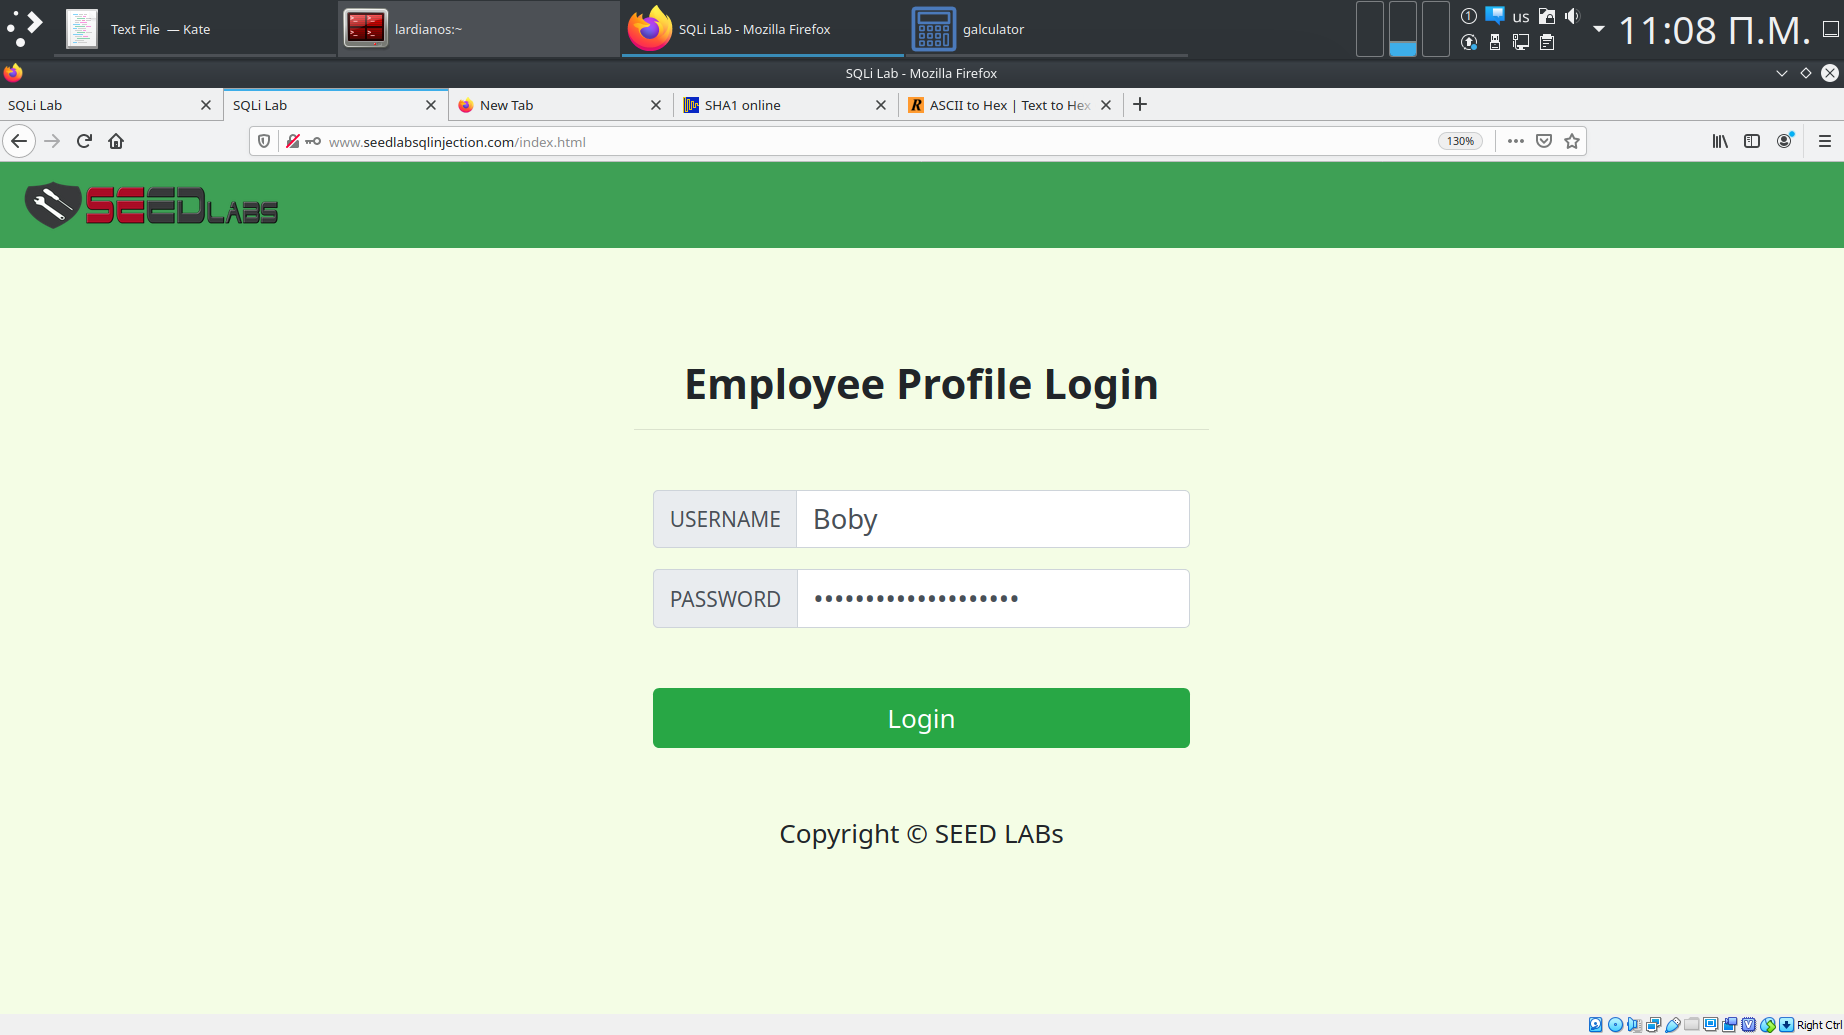 Text File — Kate
lardianos:~
SQLi Lab - Mozilla Firefox
galculator
1
us
11:08 Π.Μ.
SQLi Lab - Mozilla Firefox
SQLi Lab
SQLi Lab
New Tab
SHA1 online
R ASCII to Hex | Text to Hex
www.seedlabsqlinjection.com/index.html
130%
SEEDLABS
Employee Profile Login
USERNAME
Boby
PASSWORD
••••••••••••••••••••
Login
Copyright © SEED LABs
Right Ctrl